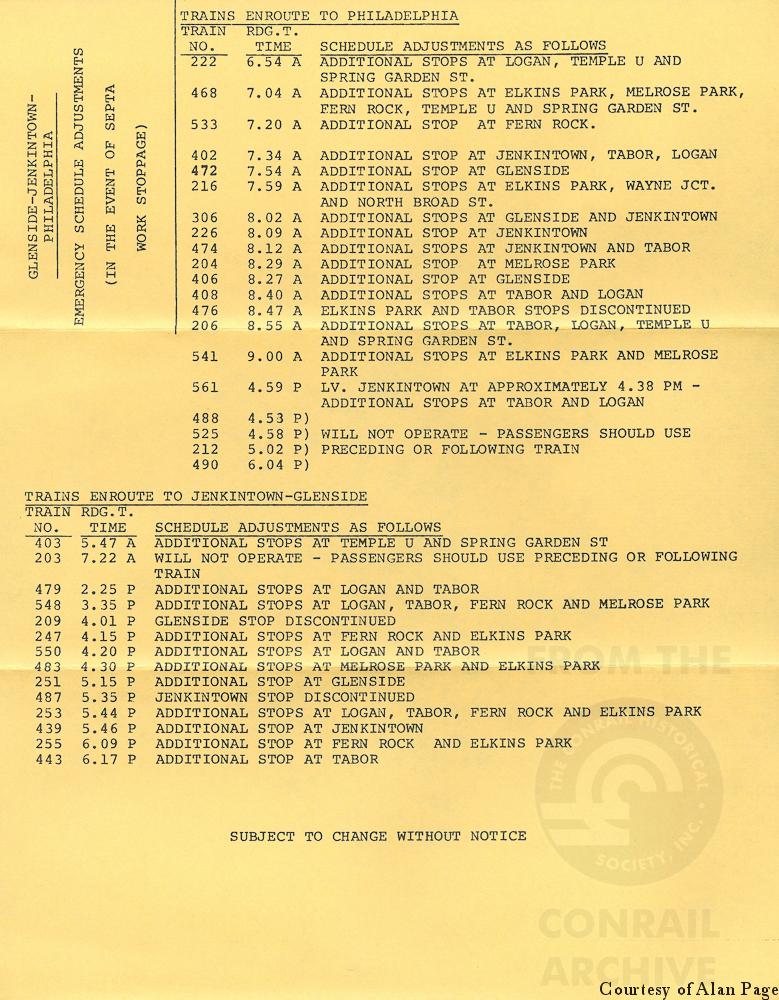 GLENSIDE-JENKINTOWN-
PHILADELPHIA
EMERGENCY SCHEDULE ADJUSTMENTS
(IN THE EVENT OF SEPTA
WORK STOPPAGE)
TRAINS ENROUTE TO PHILADELPHIA
TRAIN RDG.T.
NO. TIME SCHEDULE ADJUSTMENTS AS FOLLOWS
222 6.54 A ADDITIONAL STOPS AT LOGAN, TEMPLE U AND
SPRING GARDEN ST.
468 7.04 A ADDITIONAL STOPS AT ELKINS PARK, MELROSE PARK,
FERN ROCK, TEMPLE U AND SPRING GARDEN ST.
533 7.20 A ADDITIONAL STOP AT FERN ROCK.
402 7.34 A ADDITIONAL STOP AT JENKINTOWN, TABOR, LOGAN
472 7.54 A ADDITIONAL STOP AT GLENSIDE
216 7.59 A ADDITIONAL STOPS AT ELKINS PARK, WAYNE JCT.
AND NORTH BROAD ST.
306 8.02 A ADDITIONAL STOPS AT GLENSIDE AND JENKINTOWN
226 8.09 A ADDITIONAL STOP AT JENKINTOWN
474 8.12 A ADDITIONAL STOPS AT JENKINTOWN AND TABOR
204 8.29 A ADDITIONAL STOP AT MELROSE PARK
406 8.27 A ADDITIONAL STOP AT GLENSIDE
408 8.40 A ADDITIONAL STOPS AT TABOR AND LOGAN
476 8.47 A ELKINS PARK AND TABOR STOPS DISCONTINUED
206 8.55 A ADDITIONAL STOPS AT TABOR, LOGAN, TEMPLE U
AND SPRING GARDEN ST.
541 9.00 A ADDITIONAL STOPS AT ELKINS PARK AND MELROSE
PARK
561 4.59 P LV. JENKINTOWN AT APPROXIMATELY 4.38 PM -
ADDITIONAL STOPS AT TABOR AND LOGAN
488 4.53 P)
525 4.58 P) WILL NOT OPERATE - PASSENGERS SHOULD USE
212 5.02 P) PRECEDING OR FOLLOWING TRAIN
490 6.04 P)
TRAINS ENROUTE TO JENKINTOWN-GLENSIDE
TRAIN RDG.T.
NO. TIME SCHEDULE ADJUSTMENTS AS FOLLOWS
403 5.47 A ADDITIONAL STOPS AT TEMPLE U AND SPRING GARDEN ST
203 7.22 A WILL NOT OPERATE - PASSENGERS SHOULD USE PRECEDING OR FOLLOWING
TRAIN
479 2.25 P ADDITIONAL STOPS AT LOGAN AND TABOR
548 3.35 P ADDITIONAL STOPS AT LOGAN, TABOR, FERN ROCK AND MELROSE PARK
209 4.01 P GLENSIDE STOP DISCONTINUED
247 4.15 P ADDITIONAL STOPS AT FERN ROCK AND ELKINS PARK
550 4.20 P ADDITIONAL STOPS AT LOGAN AND TABOR
483 4.30 P ADDITIONAL STOPS AT MELROSE PARK AND ELKINS PARK
251 5.15 P ADDITIONAL STOP AT GLENSIDE
487 5.35 P JENKINTOWN STOP DISCONTINUED
253 5.44 P ADDITIONAL STOPS AT LOGAN, TABOR, FERN ROCK AND ELKINS PARK
439 5.46 P ADDITIONAL STOP AT JENKINTOWN
255 6.09 P ADDITIONAL STOP AT FERN ROCK AND ELKINS PARK
443 6.17 P ADDITIONAL STOP AT TABOR
SUBJECT TO CHANGE WITHOUT NOTICE
FROM THE
THE CONRAIL HISTORICAL
SOCIETY, INC.
CONRAIL
ARCHIVE
Courtesy of Alan Page